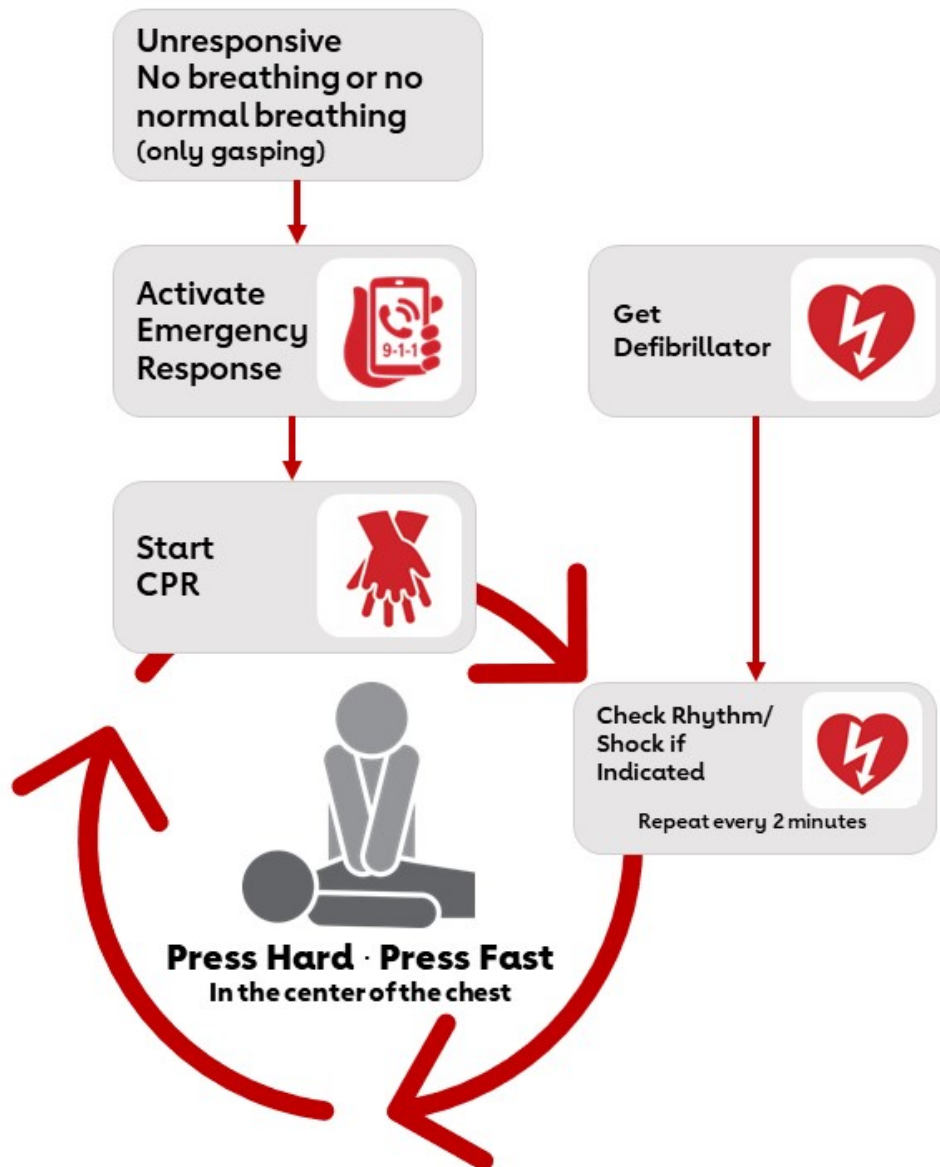 Unresponsive
No breathing or no
normal breathing
(only gasping)
Activate
Emergency
Response
9-1-1
Get
Defibrillator
Start
CPR
Check Rhythm/
Shock if
Indicated
Repeat every 2 minutes
Press Hard · Press Fast
In the center of the chest